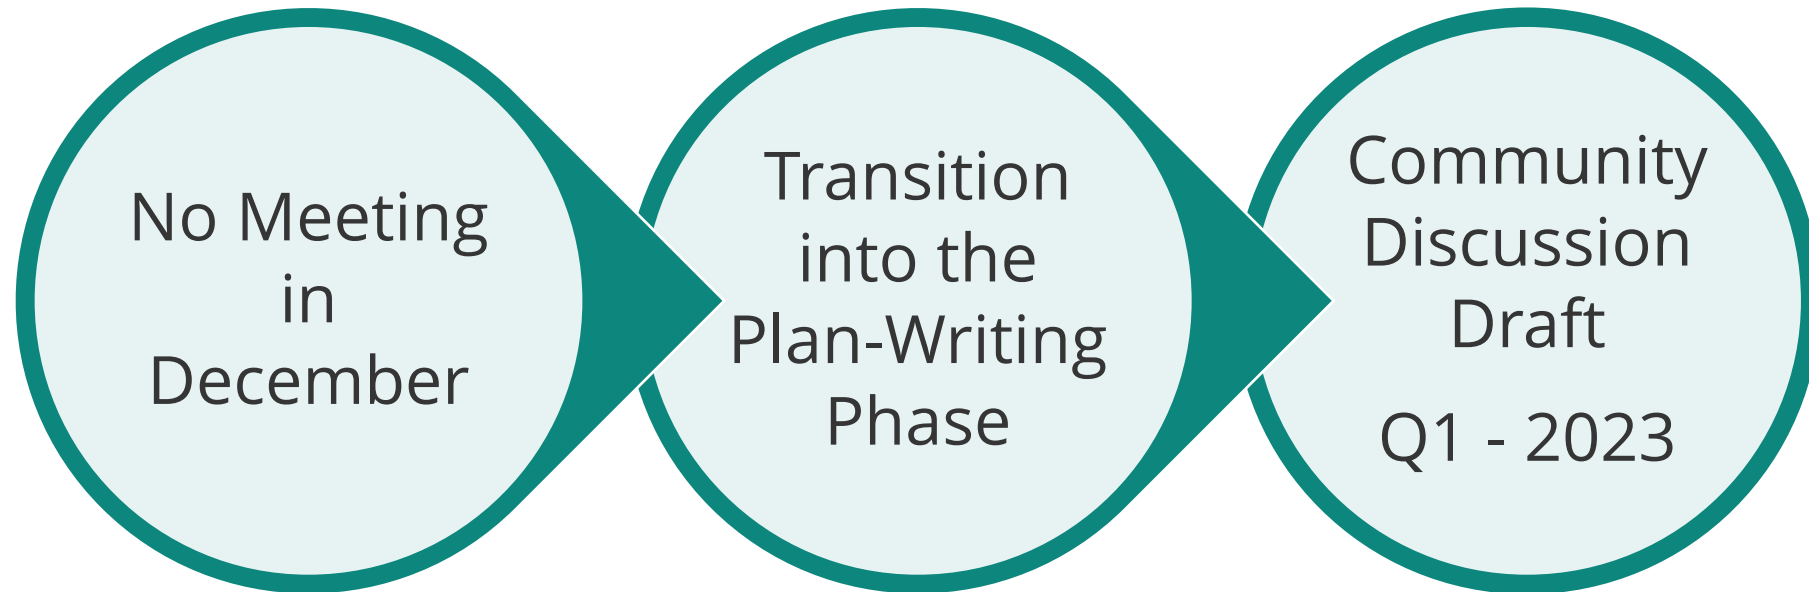 No Meeting
in
December
Transition
into the
Plan-Writing
Phase
Community
Discussion
Draft
Q1 - 2023